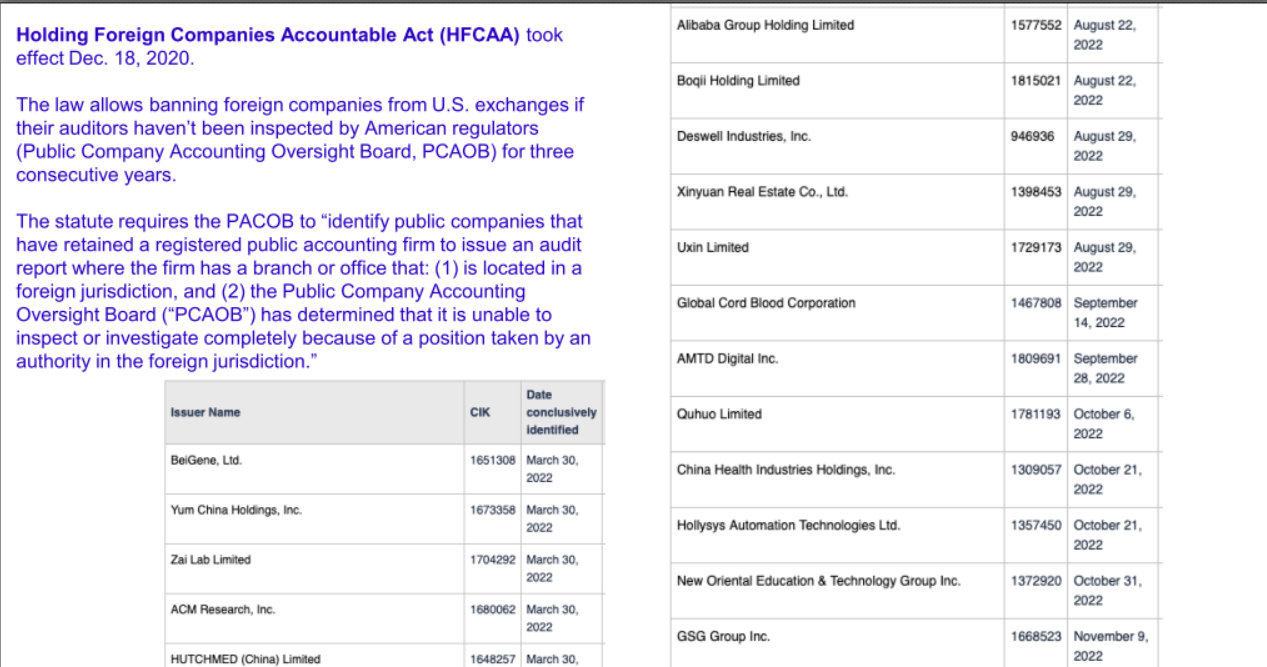 Holding Foreign Companies Accountable Act (HFCAA) took
effect Dec. 18, 2020.
The law allows banning foreign companies from U.S. exchanges if
their auditors haven’t been inspected by American regulators
(Public Company Accounting Oversight Board, PCAOB) for three
consecutive years.
The statute requires the PACOB to “identify public companies that
have retained a registered public accounting firm to issue an audit
report where the firm has a branch or office that: (1) is located in a
foreign jurisdiction, and (2) the Public Company Accounting
Oversight Board (“PCAOB”) has determined that it is unable to
inspect or investigate completely because of a position taken by an
authority in the foreign jurisdiction.”
Issuer Name CIK Date
conclusively
identified
BeiGene, Ltd. 1651308 March 30,
2022
Yum China Holdings, Inc. 1673358 March 30,
2022
Zai Lab Limited 1704292 March 30,
2022
ACM Research, Inc. 1680062 March 30,
2022
HUTCHMED (China) Limited 1648257 March 30,
Alibaba Group Holding Limited 1577552 August 22,
2022
Boqii Holding Limited 1815021 August 22,
2022
Deswell Industries, Inc. 946936 August 29,
2022
Xinyuan Real Estate Co., Ltd. 1398453 August 29,
2022
Uxin Limited 1729173 August 29,
2022
Global Cord Blood Corporation 1467808 September
14, 2022
AMTD Digital Inc. 1809691 September
28, 2022
Quhuo Limited 1781193 October 6,
2022
China Health Industries Holdings, Inc. 1309057 October 21,
2022
Hollysys Automation Technologies Ltd. 1357450 October 21,
2022
New Oriental Education & Technology Group Inc. 1372920 October 31,
2022
GSG Group Inc. 1668523 November 9,
2022